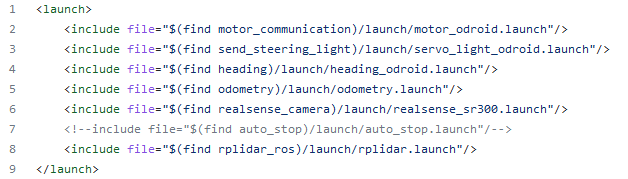 1 <launch>
2 <include file="$(find motor_communication)/launch/motor_odroid.launch"/>
3 <include file="$(find send_steering_light)/launch/servo_light_odroid.launch"/>
4 <include file="$(find heading)/launch/heading_odroid.launch"/>
5 <include file="$(find odometry)/launch/odometry.launch"/>
6 <include file="$(find realsense_camera)/launch/realsense_sr300.launch"/>
7 <!--include file="$(find auto_stop)/launch/auto_stop.launch"/-->
8 <include file="$(find rplidar_ros)/launch/rplidar.launch"/>
9 </launch>